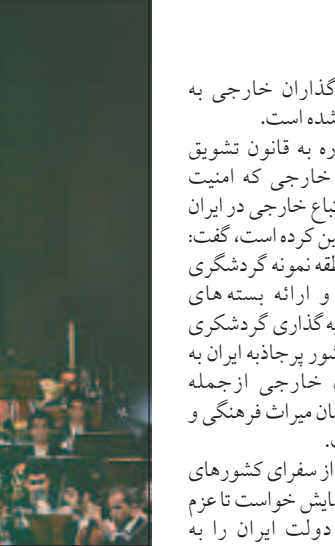 گذاران خارجی به
شده است.
ره به قانون تشویق
خارجی که امنیت
تباع خارجی در ایران
ین کرده است، گفت:
طقه نمونه گردشگری
و ارائه بسته های
یه گذاری گردشگری
شور پرجاذبه ایران به
خارجی ازجمله
مان میراث فرهنگی و
از سفرای کشورهای
مایش خواست تا عزم
دولت ایران را به